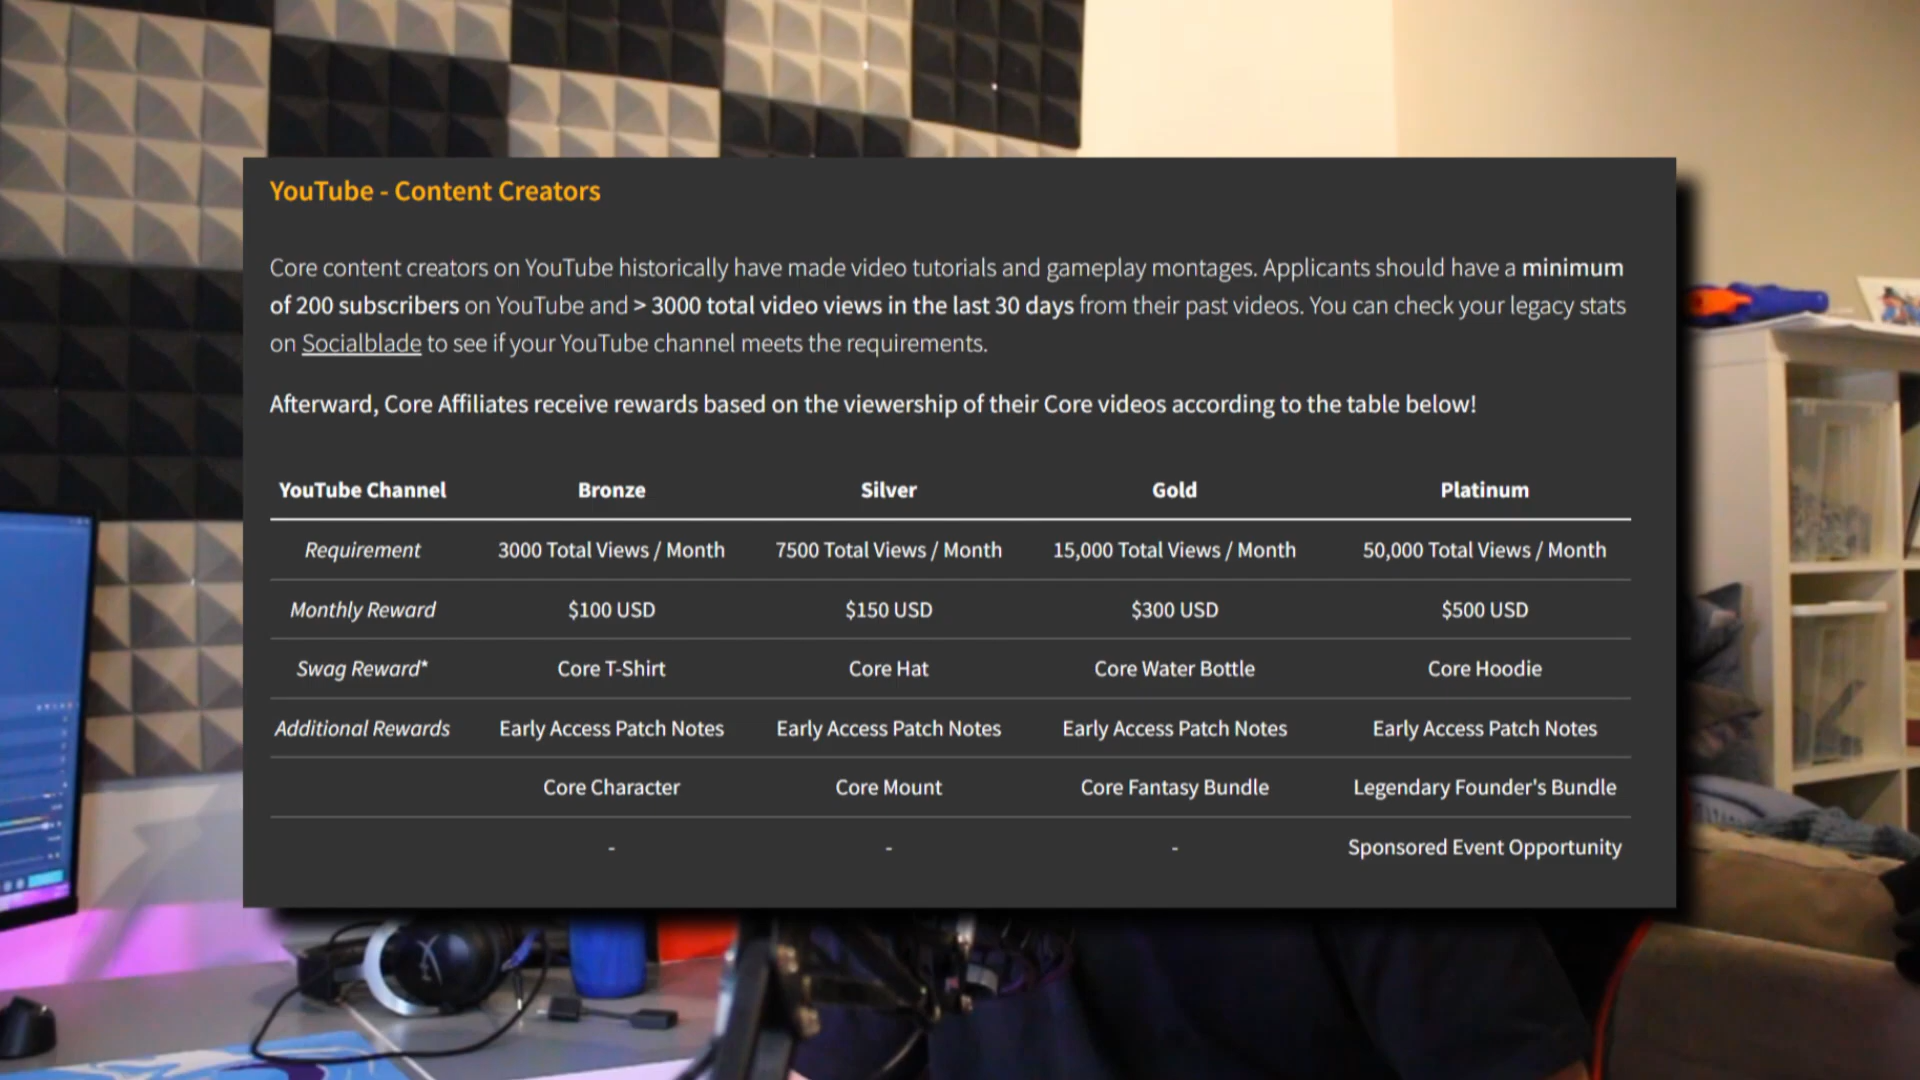 YouTube - Content Creators
Core content creators on YouTube historically have made video tutorials and gameplay montages. Applicants should have a minimum
of 200 subscribers on YouTube and > 3000 total video views in the last 30 days from their past videos. You can check your legacy stats
on Socialblade to see if your YouTube channel meets the requirements.
Afterward, Core Affiliates receive rewards based on the viewership of their Core videos according to the table below!
YouTube Channel Bronze Silver Gold Platinum
Requirement 3000 Total Views / Month 7500 Total Views / Month 15,000 Total Views / Month 50,000 Total Views / Month
Monthly Reward $100 USD $150 USD $300 USD $500 USD
Swag Reward* Core T-Shirt Core Hat Core Water Bottle Core Hoodie
Additional Rewards Early Access Patch Notes Early Access Patch Notes Early Access Patch Notes Early Access Patch Notes
Core Character Core Mount Core Fantasy Bundle Legendary Founder's Bundle
- - - Sponsored Event Opportunity